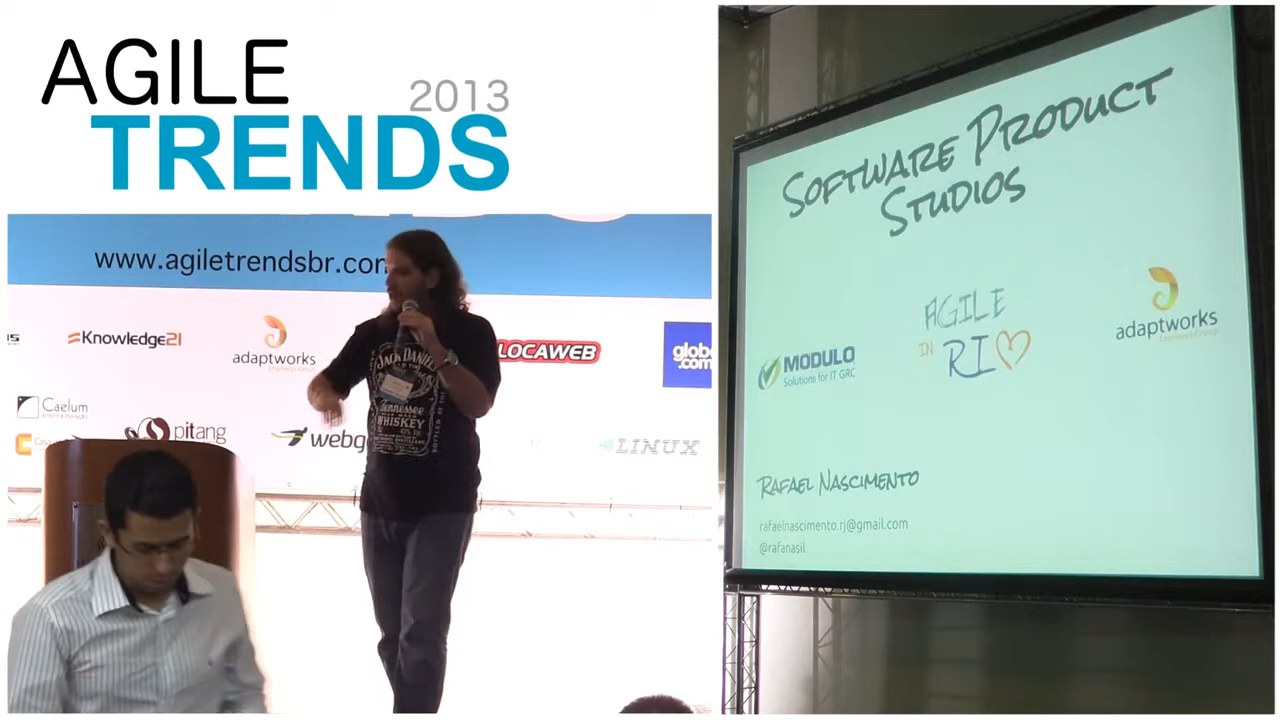 AGILE
2013
TRENDS
www.agiletrendsbr.com
Knowledge21
adaptworks
LOCAWEB
globo
.com
Caelum
pitang
webgo
LINUX
JACK DANIEL'S
Tennessee
WHISKEY
SOFTWARE PRODUCT
STUDIOS
AGILE
IN RIO
MODULO
Solutions for IT GRC
adaptworks
RAFAEL NASCIMENTO
rafaelnascimento.rj@gmail.com
@rafanasil